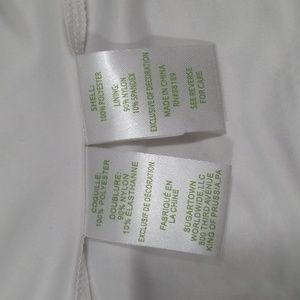 SHELL:
100% POLYESTER
LINING:
90% NYLON
10% SPANDEX
EXCLUSIVE OF DECORATION
MADE IN CHINA
RN#88189
SEE REVERSE
FOR CARE
COQUILLE:
100% POLYESTER
DOUBLURE:
90% NYLON
10% ÉLASTHANNE
EXCLUSIF DE DÉCORATION
FABRIQUÉ EN
LA CHINE
SUGARTOWN
WORLDWIDE, LLC
800 THIRD AVENUE
KING OF PRUSSIA, PA